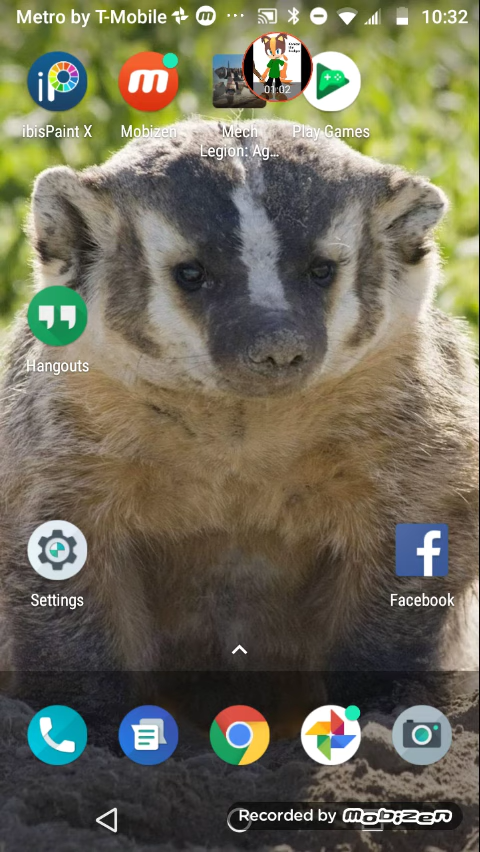 Metro by T-Mobile
10:32
01:02
ibisPaint X
Mobizen
Mech
Legion: Ag...
Play Games
Hangouts
Settings
Facebook
Recorded by MOBIZEN